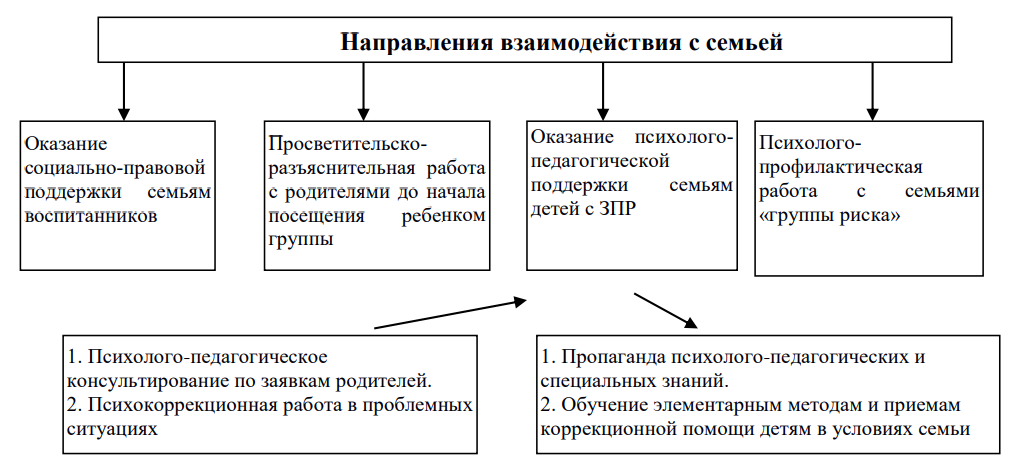 Направления взаимодействия с семьей
Оказание
социально-правовой
поддержки семьям
воспитанников
Просветительско-
разъяснительная работа
с родителями до начала
посещения ребенком
группы
Оказание психолого-
педагогической
поддержки семьям
детей с ЗПР
Психолого-
профилактическая
работа с семьями
«группы риска»
1. Психолого-педагогическое
консультирование по заявкам родителей.
2. Психокоррекционная работа в проблемных
ситуациях
1. Пропаганда психолого-педагогических и
специальных знаний.
2. Обучение элементарным методам и приемам
коррекционной помощи детям в условиях семьи